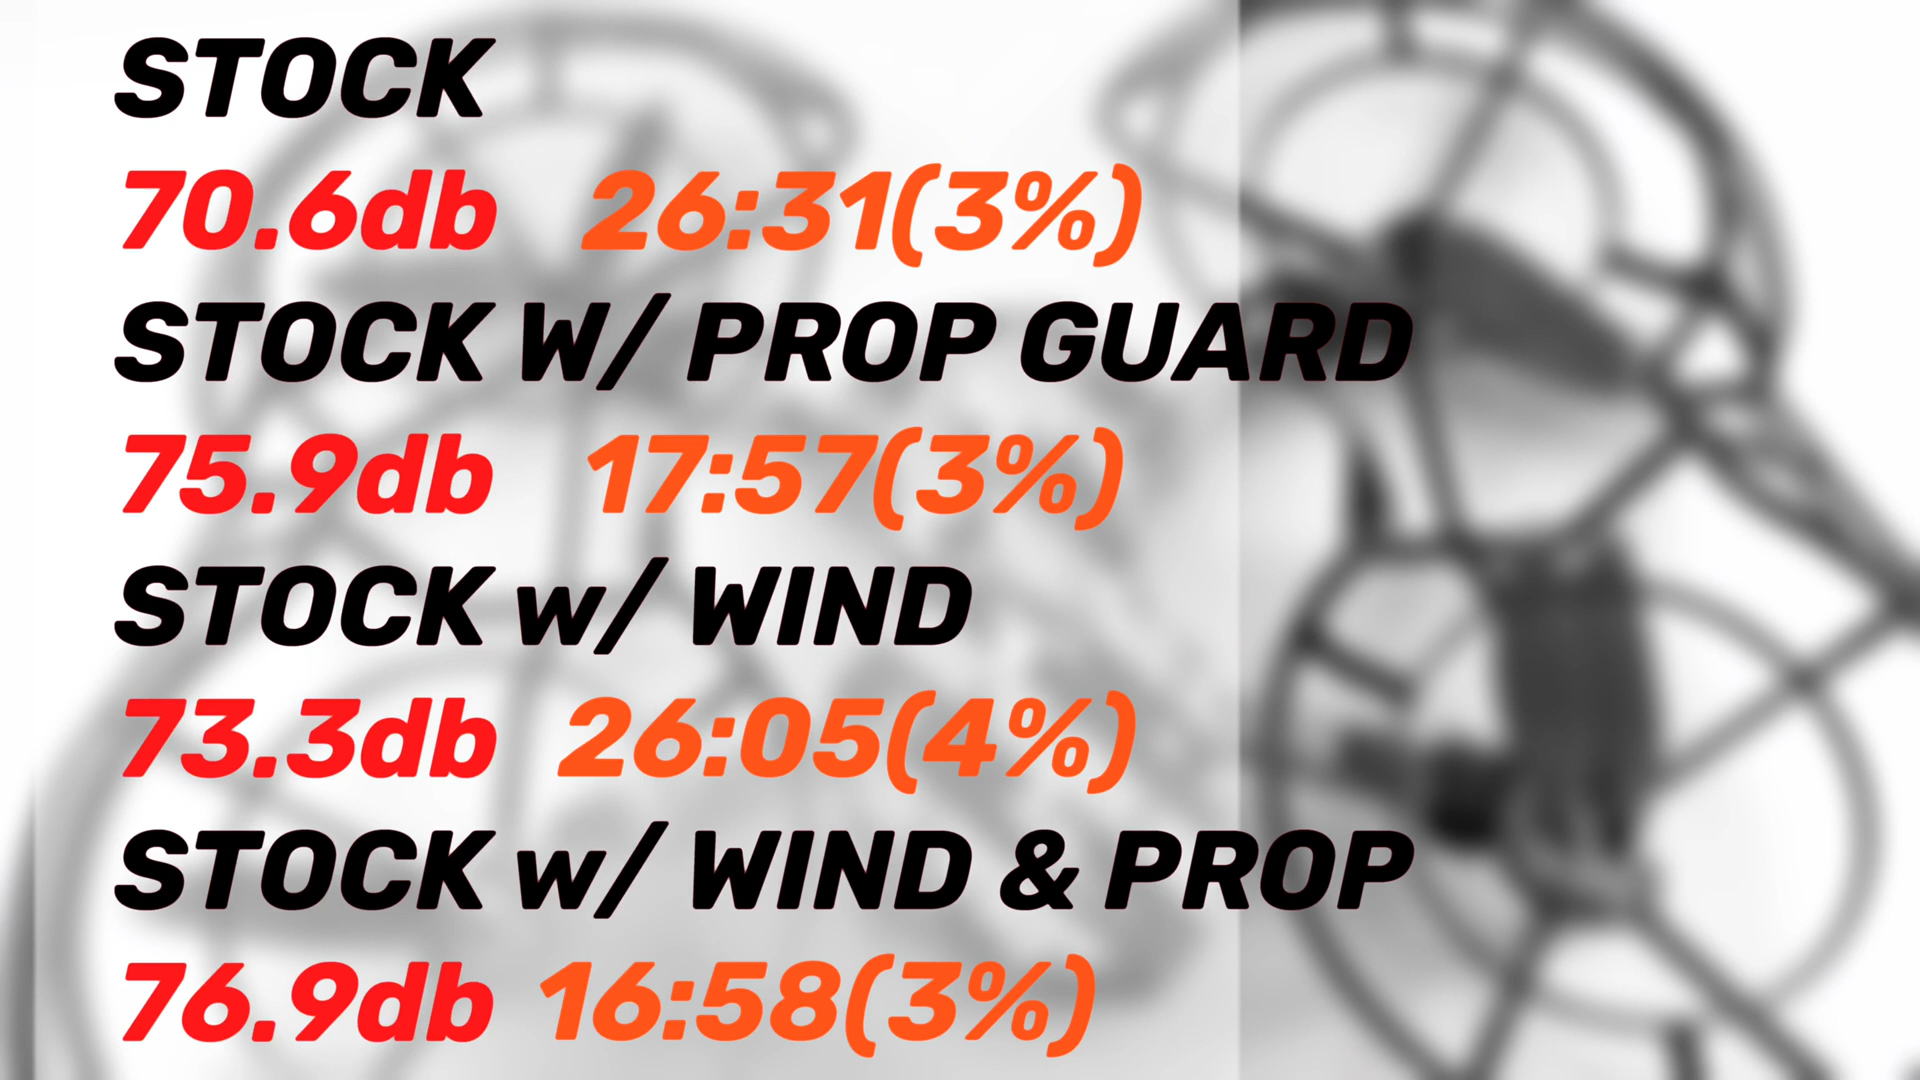 STOCK
70.6db 26:31(3%)
STOCK W/ PROP GUARD
75.9db 17:57(3%)
STOCK w/ WIND
73.3db 26:05(4%)
STOCK w/ WIND & PROP
76.9db 16:58(3%)